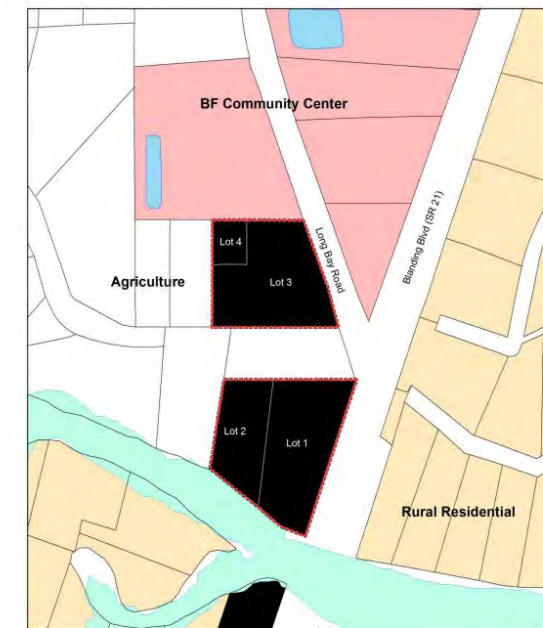 BF Community Center
Long Bay Road
Blanding Blvd (SR 21)
Lot 4
Agriculture
Lot 3
Lot 2
Lot 1
Rural Residential